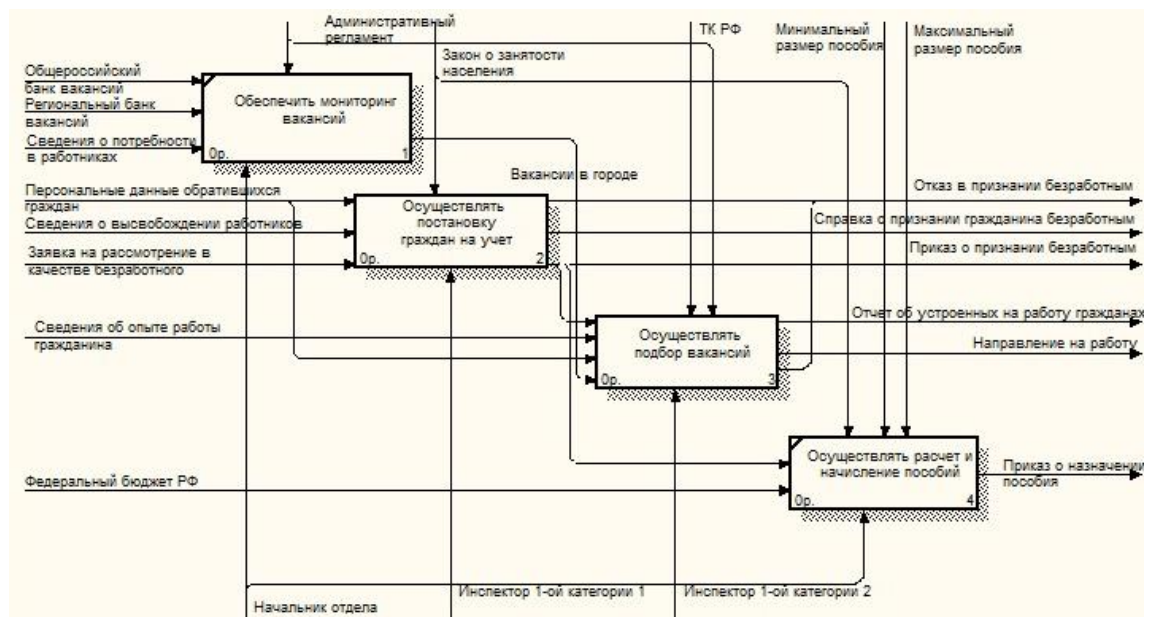 Административный
регламент
ТК РФ
Минимальный
размер пособия
Максимальный
размер пособия
Закон о занятости
населения
Общероссийский
банк вакансий
Региональный банк
вакансий
Сведения о потребности
в работниках
Обеспечить мониторинг
вакансий
0р.
1
Вакансии в городе
Персональные данные обратившихся
граждан
Сведения о высвобождении работников
Заявка на рассмотрение в
качестве безработного
Осуществлять
постановку
граждан на учет
0р.
2
Отказ в признании безработным
Справка о признании гражданина безработным
Приказ о признании безработным
Сведения об опыте работы
гражданина
Осуществлять
подбор вакансий
0р.
3
Отчет об устроенных на работу гражданах
Направление на работу
Федеральный бюджет РФ
Осуществлять расчет и
начисление пособий
0р.
4
Приказ о назначении
пособия
Начальник отдела
Инспектор 1-ой категории 1
Инспектор 1-ой категории 2